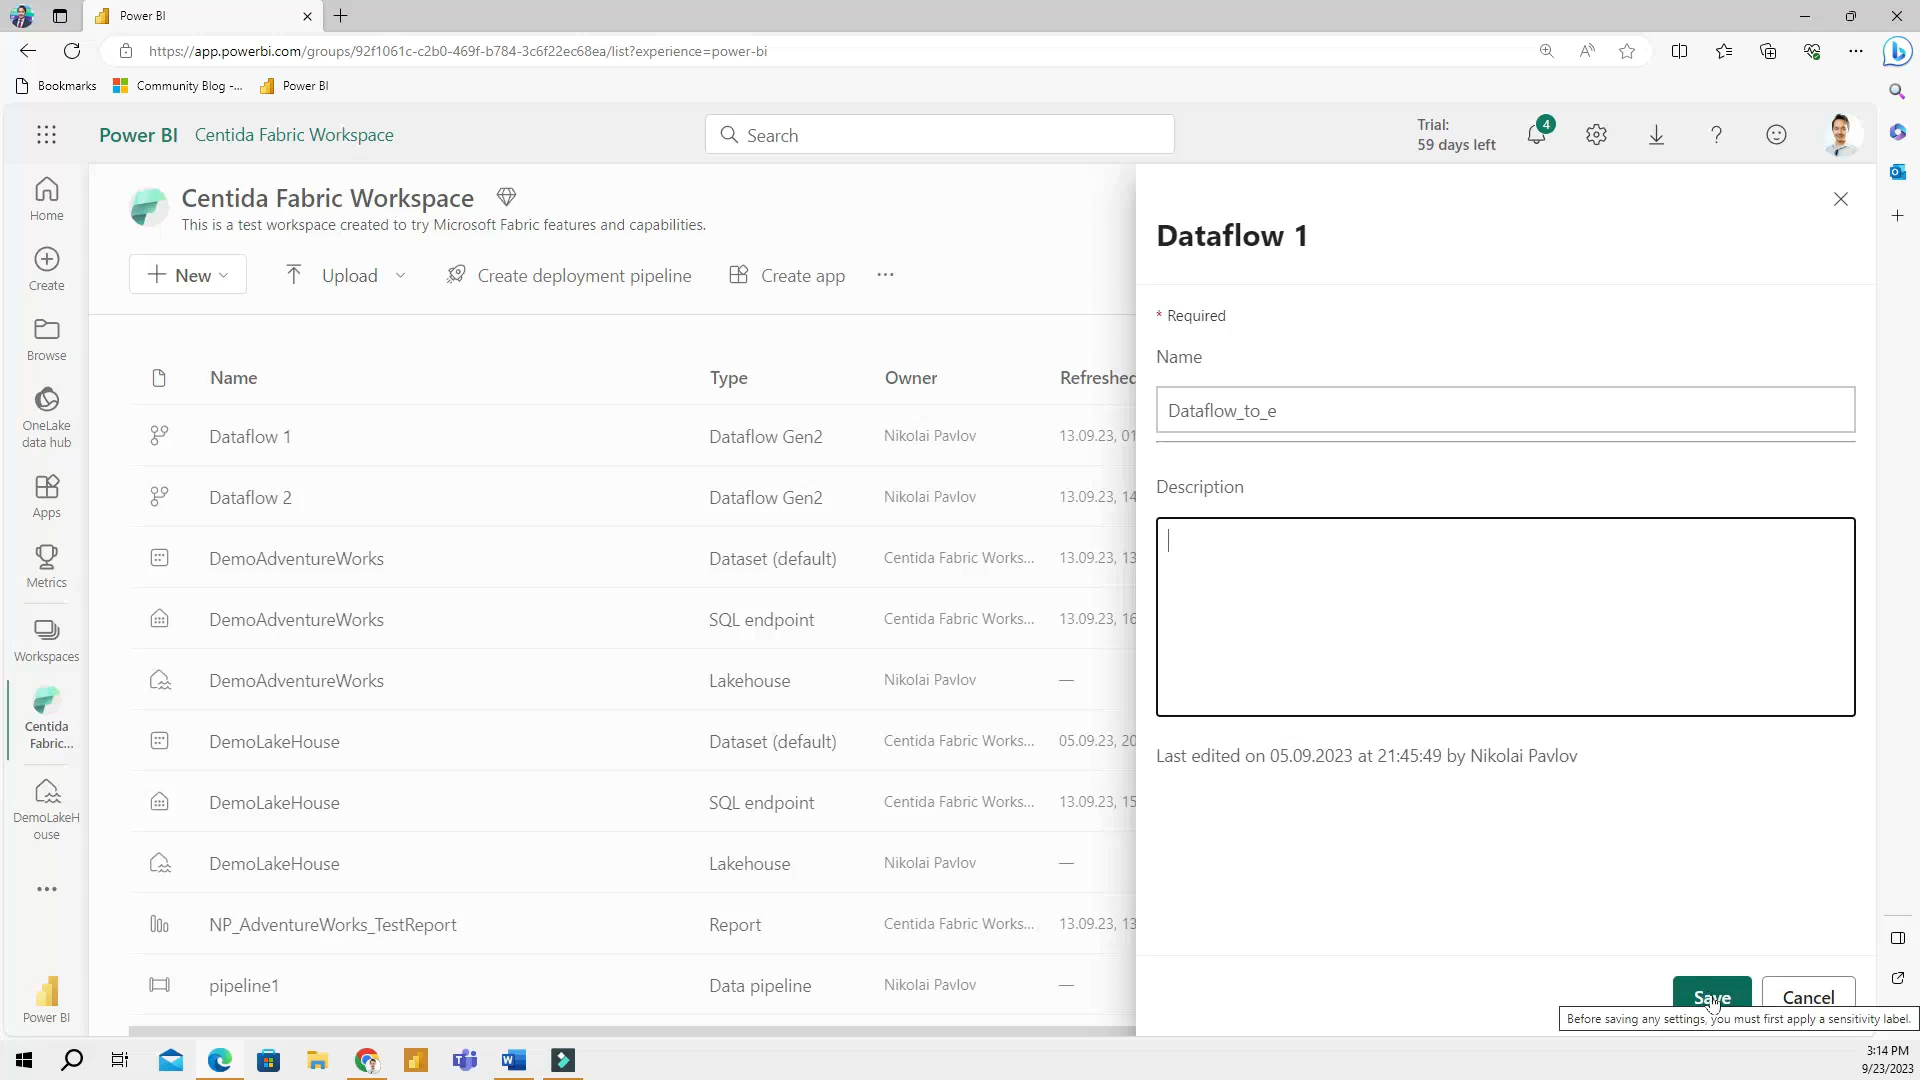 Power BI
https://app.powerbi.com/groups/92f1061c-c2b0-469f-b784-3c6f22ec68ea/list?experience=power-bi
Bookmarks
Community Blog -...
Power BI
Power BI
Centida Fabric Workspace
Search
Trial:
59 days left
4
Home
Create
Browse
OneLake
data hub
Apps
Metrics
Workspaces
Centida
Fabric...
DemoLakeH
ouse
Power BI
Centida Fabric Workspace
This is a test workspace created to try Microsoft Fabric features and capabilities.
New
Upload
Create deployment pipeline
Create app
Name Type Owner Refreshed
Dataflow 1 Dataflow Gen2 Nikolai Pavlov 13.09.23, 01
Dataflow 2 Dataflow Gen2 Nikolai Pavlov 13.09.23, 14
DemoAdventureWorks Dataset (default) Centida Fabric Works... 13.09.23, 13
DemoAdventureWorks SQL endpoint Centida Fabric Works... 13.09.23, 16
DemoAdventureWorks Lakehouse Nikolai Pavlov —
DemoLakeHouse Dataset (default) Centida Fabric Works... 05.09.23, 20
DemoLakeHouse SQL endpoint Centida Fabric Works... 13.09.23, 15
DemoLakeHouse Lakehouse Nikolai Pavlov —
NP_AdventureWorks_TestReport Report Centida Fabric Works... 13.09.23, 13
pipeline1 Data pipeline Nikolai Pavlov —
Dataflow 1
* Required
Name
Dataflow_to_e
Description
Last edited on 05.09.2023 at 21:45:49 by Nikolai Pavlov
Save
Cancel
Before saving any settings, you must first apply a sensitivity label.
3:14 PM
9/23/2023